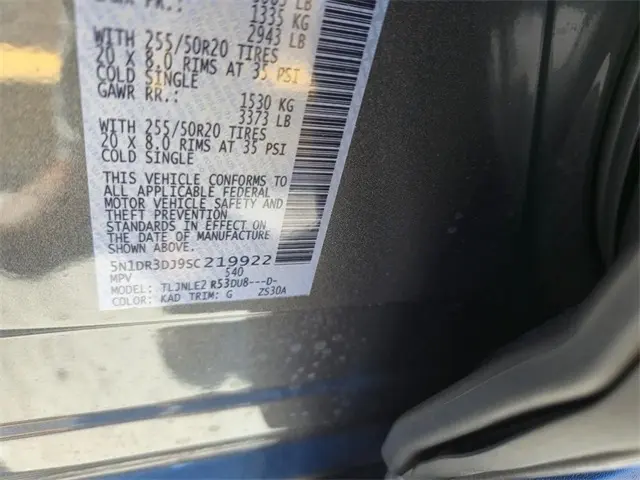 1335 KG
2943 LB
WITH 255/50R20 TIRES
20 X 8.0 RIMS AT 35 PSI
COLD SINGLE
GAWR RR.:
1530 KG
3373 LB
WITH 255/50R20 TIRES
20 X 8.0 RIMS AT 35 PSI
COLD SINGLE
THIS VEHICLE CONFORMS TO
ALL APPLICABLE FEDERAL
MOTOR VEHICLE SAFETY AND
THEFT PREVENTION
STANDARDS IN EFFECT ON
THE DATE OF MANUFACTURE
SHOWN ABOVE.
5N1DR3DJ9SC219922
MPV 540
MODEL: TLJNLE2 R53DU8---D-
COLOR: KAD TRIM: G ZS30A